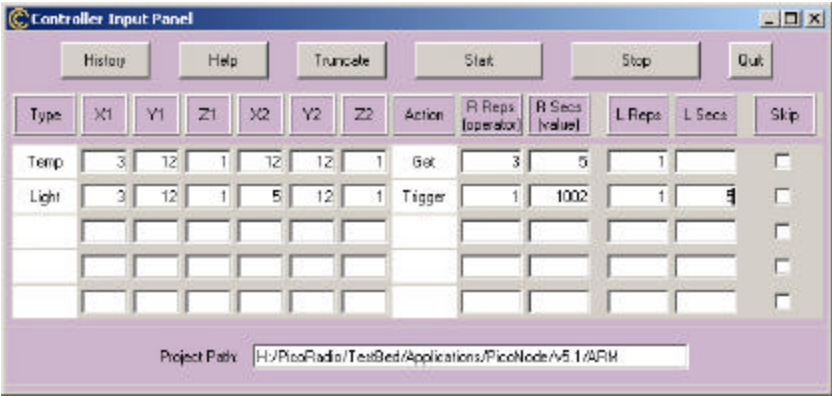 Controller Input Panel
History Help Truncate Start Stop Quit
Type X1 Y1 Z1 X2 Y2 Z2 Action R Reps (operator) R Secs (value) L Reps L Secs Skip
Temp 3 12 1 12 12 1 Get 3 5 1
Light 3 12 1 5 12 1 Trigger 1 1002 1 5
Project Path: H:/PicoRadio/TestBed/Applications/PicoNode/v5.1/ARM